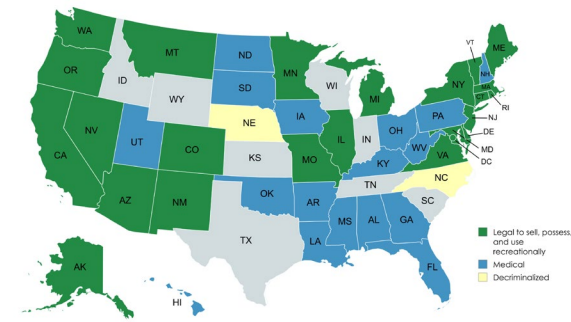 WA
MT
ND
MN
VT
ME
OR
ID
SD
WI
NH
NY
MA
CT
WY
MI
RI
NE
IA
PA
NJ
NV
UT
IL
IN
OH
DE
CO
WV
MD
CA
KS
MO
KY
VA
DC
NC
TN
AZ
NM
OK
AR
SC
MS
AL
GA
TX
LA
FL
AK
HI
Legal to sell, possess,
and use
recreationally
Medical
Decriminalized